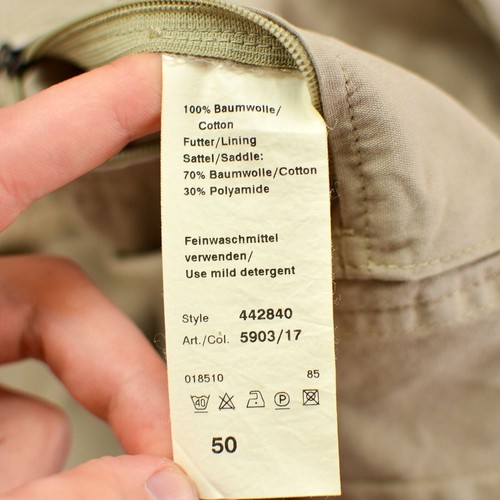 100% Baumwolle/
Cotton
Futter/Lining
Sattel/Saddle:
70% Baumwolle/Cotton
30% Polyamide
Feinwaschmittel
verwenden/
Use mild detergent
Style 442840
Art./Col. 5903/17
018510 85
40 P
50